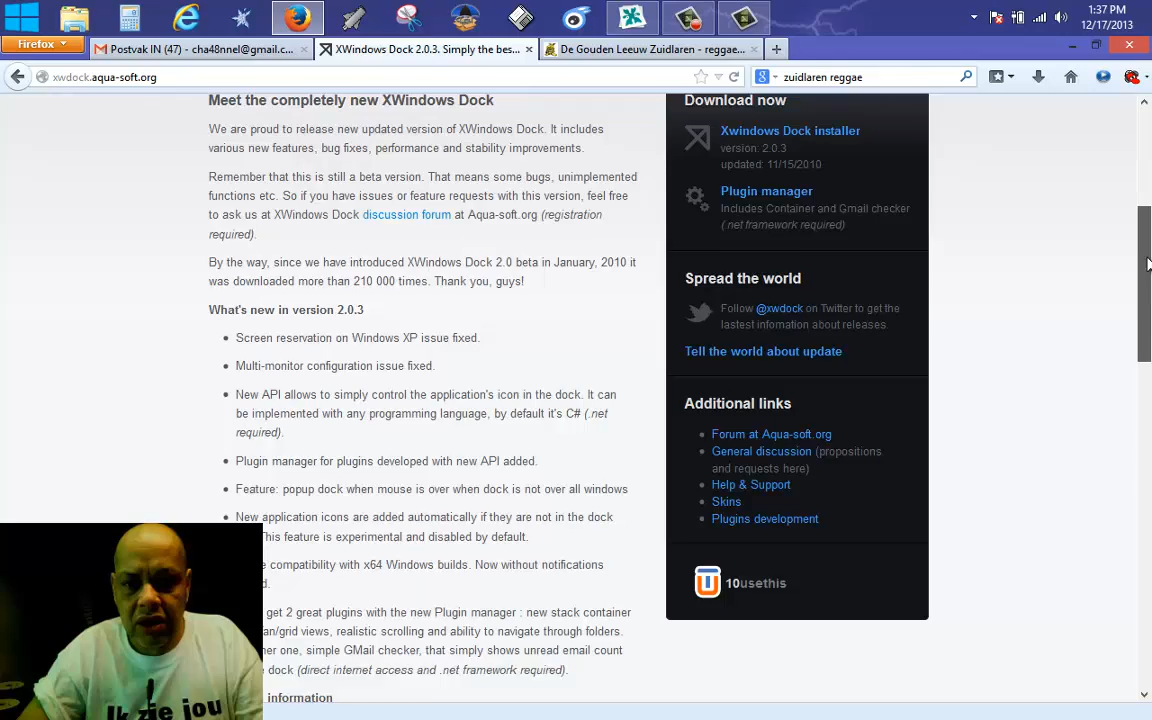 1:37 PM
12/17/2013
Firefox
Postvak IN (47) - cha48nnel@gmail.c...
XWindows Dock 2.0.3. Simply the bes...
De Gouden Leeuw Zuidlaren - reggae...
xwdock.aqua-soft.org
zuidlaren reggae
Meet the completely new XWindows Dock
We are proud to release new updated version of XWindows Dock. It includes
various new features, bug fixes, performance and stability improvements.
Remember that this is still a beta version. That means some bugs, unimplemented
functions etc. So if you have issues or feature requests with this version, feel free
to ask us at XWindows Dock discussion forum at Aqua-soft.org (registration
required).
By the way, since we have introduced XWindows Dock 2.0 beta in January, 2010 it
was downloaded more than 210 000 times. Thank you, guys!
What's new in version 2.0.3
Screen reservation on Windows XP issue fixed.
Multi-monitor configuration issue fixed.
New API allows to simply control the application's icon in the dock. It can
be implemented with any programming language, by default it's C# (.net
required).
Plugin manager for plugins developed with new API added.
Feature: popup dock when mouse is over when dock is not over all windows
New application icons are added automatically if they are not in the dock
This feature is experimental and disabled by default.
compatibility with x64 Windows builds. Now without notifications
d.
get 2 great plugins with the new Plugin manager : new stack container
an/grid views, realistic scrolling and ability to navigate through folders.
her one, simple GMail checker, that simply shows unread email count
dock (direct internet access and .net framework required).
information
Download now
Xwindows Dock installer
version: 2.0.3
updated: 11/15/2010
Plugin manager
Includes Container and Gmail checker
(.net framework required)
Spread the world
Follow @xwdock on Twitter to get the
lastest infomation about releases.
Tell the world about update
Additional links
Forum at Aqua-soft.org
General discussion (propositions
and requests here)
Help & Support
Skins
Plugins development
10usethis
Ik zie jou